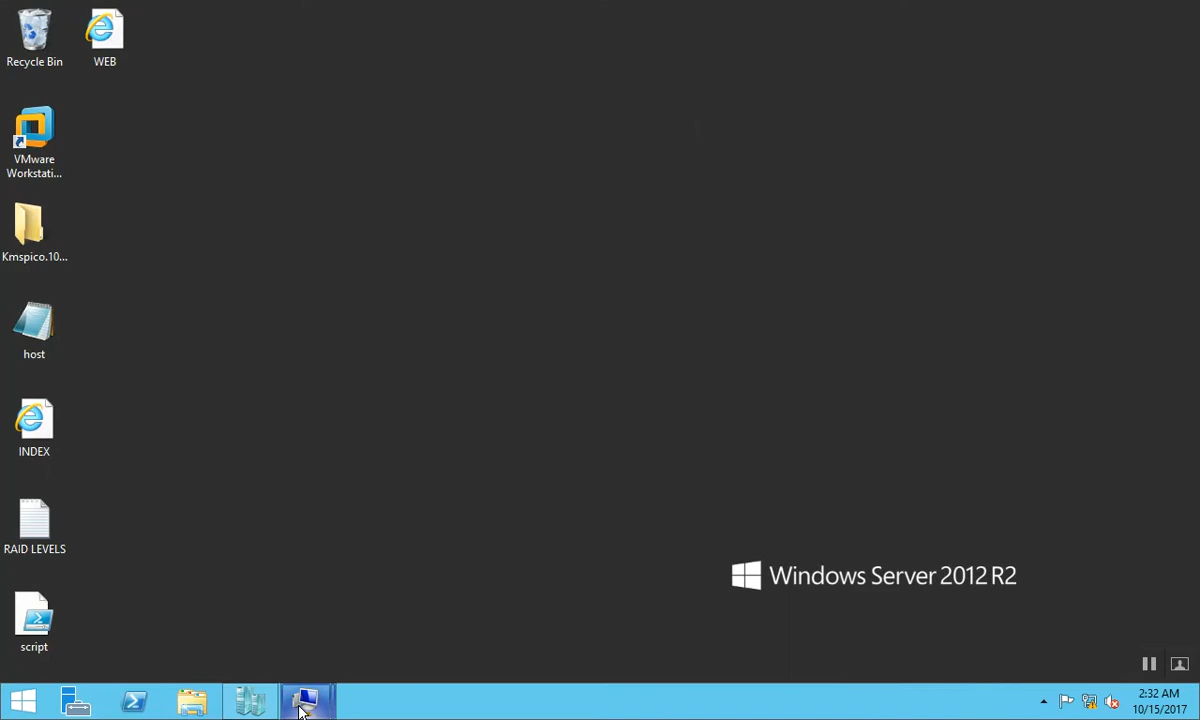 Recycle Bin
WEB
VMware
Workstati...
Kmspico.10...
host
INDEX
RAID LEVELS
script
Windows Server 2012 R2
2:32 AM
10/15/2017